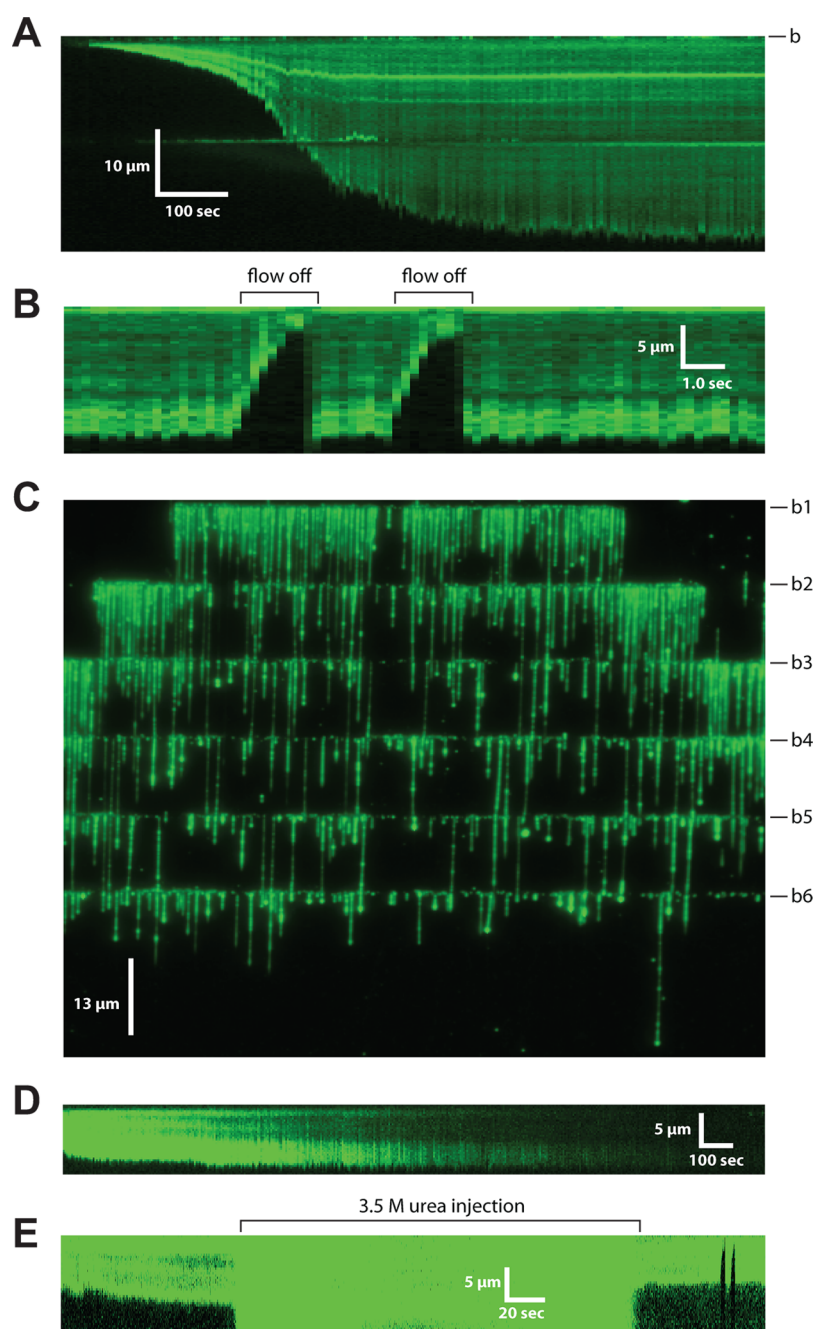 A
b
10 μm
100 sec
flow off
flow off
B
5 μm
1.0 sec
C
b1
b2
b3
b4
b5
b6
13 μm
D
5 μm
100 sec
3.5 M urea injection
E
5 μm
20 sec